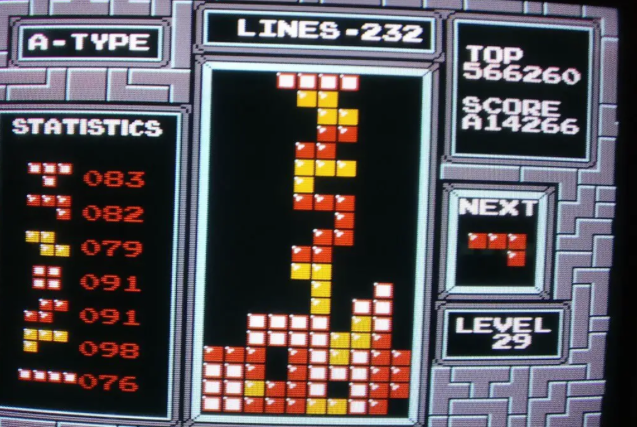 A-TYPE
LINES-232
TOP
566260
SCORE
A14266
STATISTICS
083
082
079
091
091
098
076
NEXT
LEVEL
29